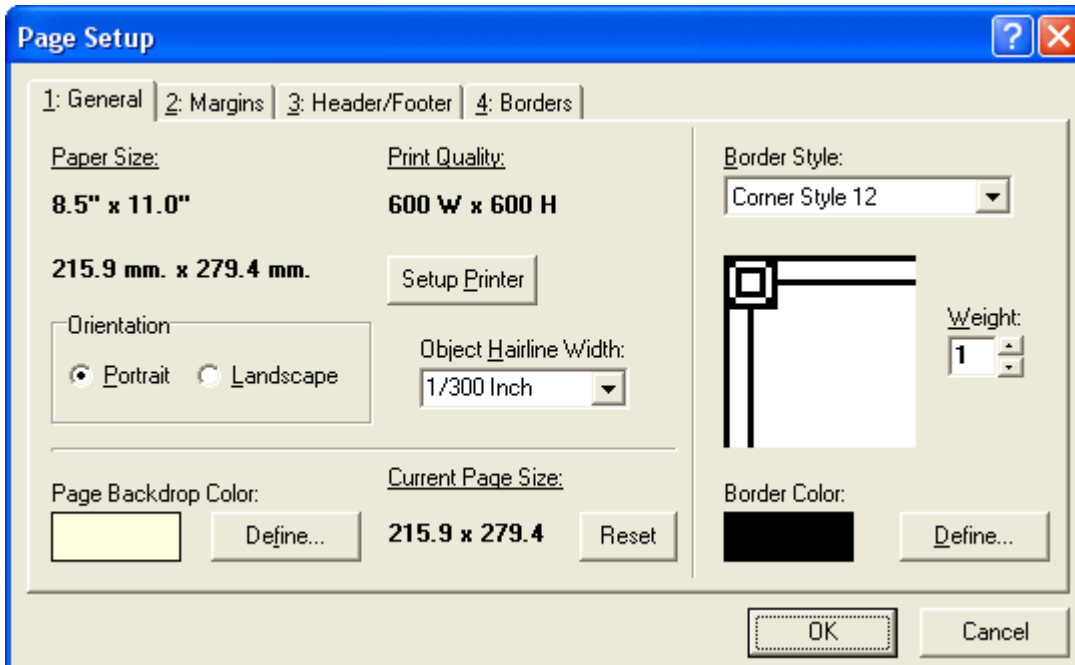 Page Setup
1: General
2: Margins
3: Header/Footer
4: Borders
Paper Size:
8.5" x 11.0"
215.9 mm. x 279.4 mm.
Print Quality:
600 W x 600 H
Setup Printer
Orientation
Portrait
Landscape
Object Hairline Width:
1/300 Inch
Page Backdrop Color:
Define...
Current Page Size:
215.9 x 279.4
Reset
Border Style:
Corner Style 12
Weight:
1
Border Color:
Define...
OK
Cancel